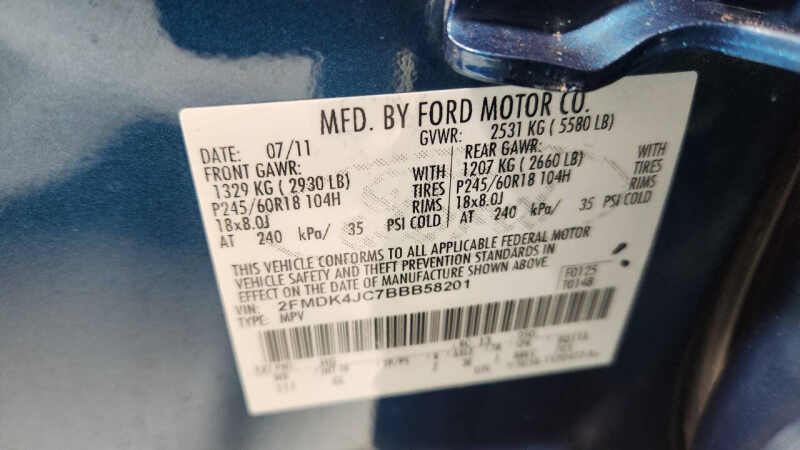 MFD. BY FORD MOTOR CO.
DATE: 07/11 GVWR: 2531 KG ( 5580 LB)
FRONT GAWR: REAR GAWR:
1329 KG ( 2930 LB) WITH 1207 KG ( 2660 LB) WITH
P245/60R18 104H TIRES P245/60R18 104H TIRES
18x8.0J RIMS 18x8.0J RIMS
AT 240 kPa/ 35 PSI COLD AT 240 kPa/ 35 PSI COLD
THIS VEHICLE CONFORMS TO ALL APPLICABLE FEDERAL MOTOR
VEHICLE SAFETY AND THEFT PREVENTION STANDARDS IN
EFFECT ON THE DATE OF MANUFACTURE SHOWN ABOVE F0125
VIN: 2FMDK4JC7BBB58201 T0148
TYPE: MPV